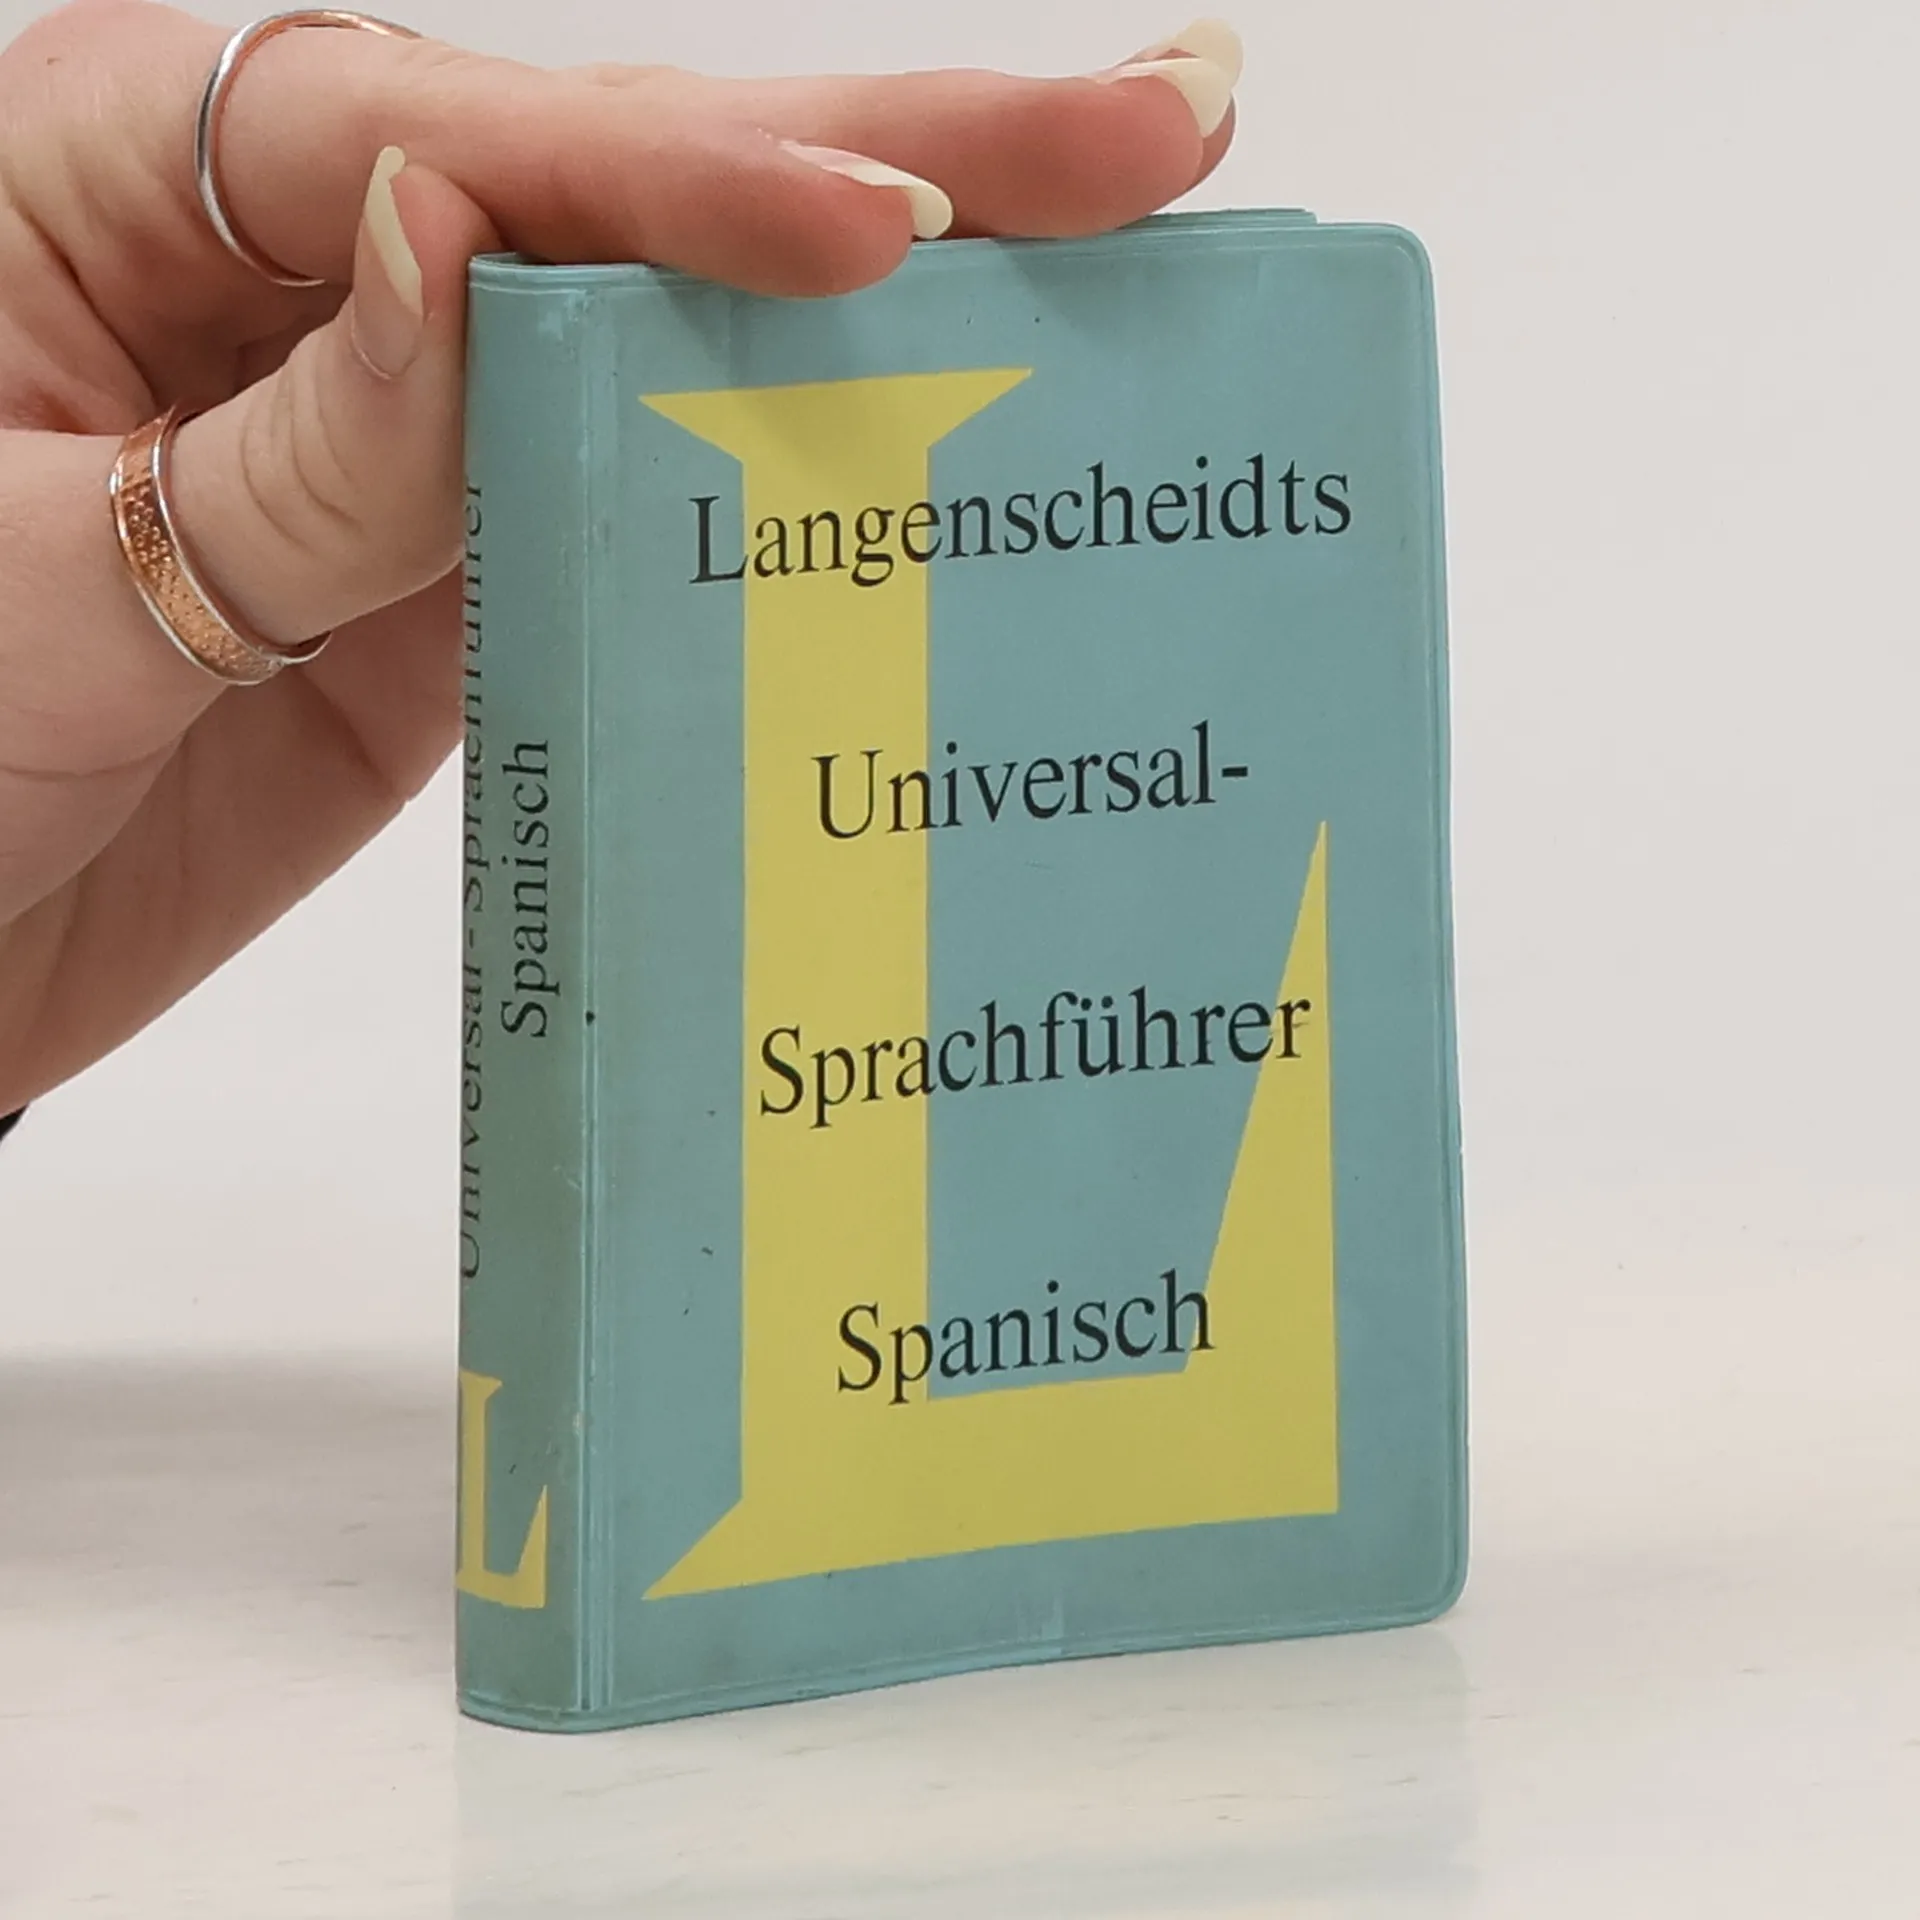 Langenscheidts
Universal-
Sprachführer
Spanisch
Universal - Sprachführer
Spanisch
L